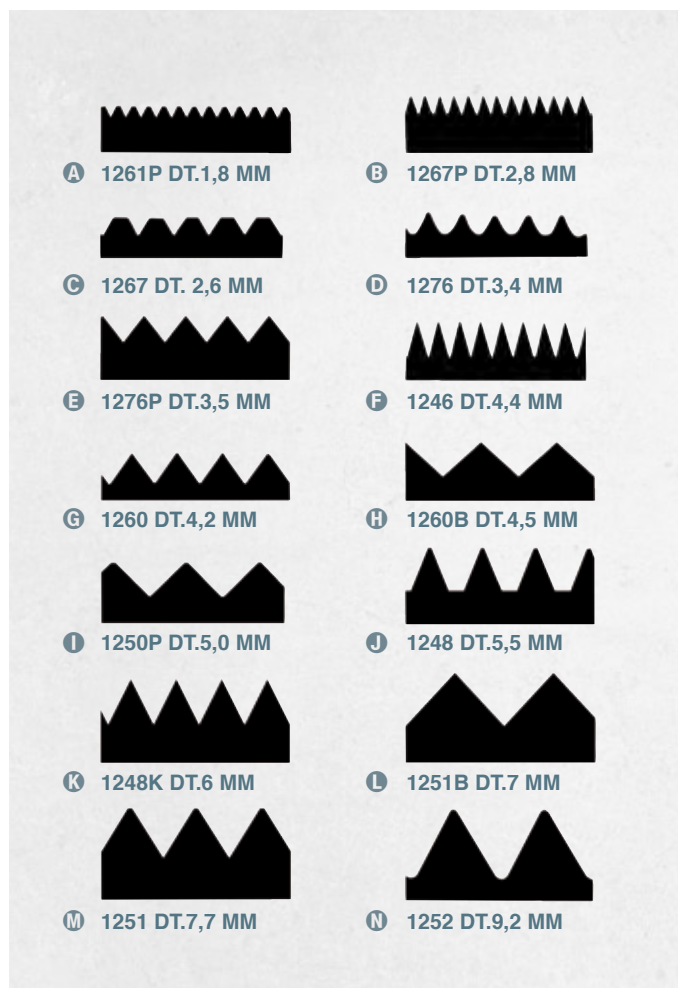 A 1261P DT.1,8 MM
B 1267P DT.2,8 MM
C 1267 DT. 2,6 MM
D 1276 DT.3,4 MM
E 1276P DT.3,5 MM
F 1246 DT.4,4 MM
G 1260 DT.4,2 MM
H 1260B DT.4,5 MM
I 1250P DT.5,0 MM
J 1248 DT.5,5 MM
K 1248K DT.6 MM
L 1251B DT.7 MM
M 1251 DT.7,7 MM
N 1252 DT.9,2 MM